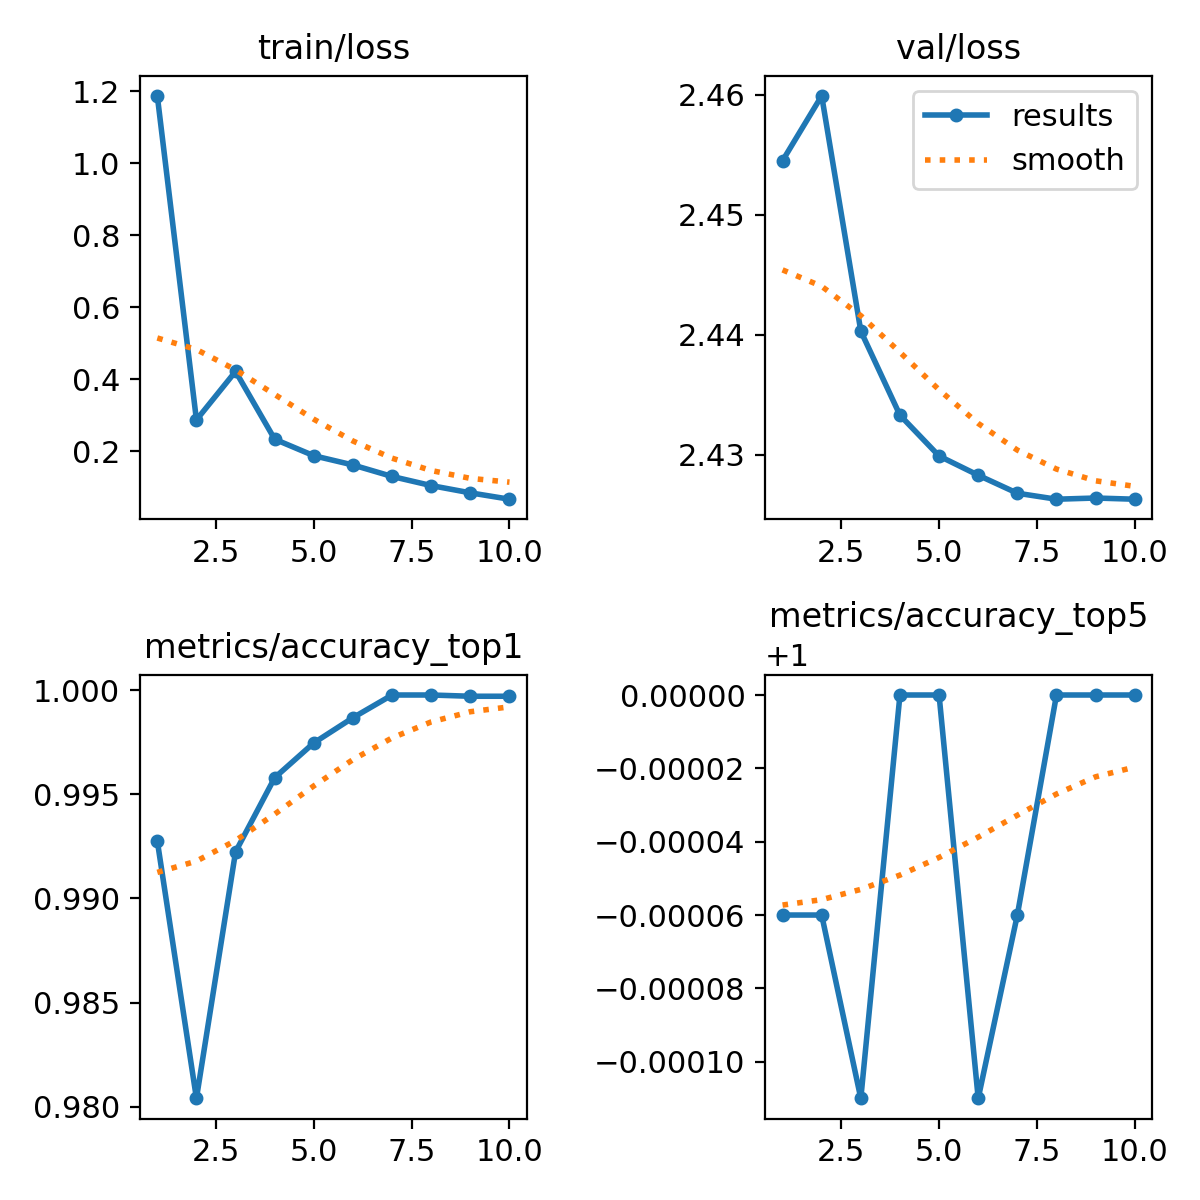 train/loss
1.2
1.0
0.8
0.6
0.4
0.2
2.5 5.0 7.5 10.0
val/loss
results
smooth
2.46
2.45
2.44
2.43
2.5 5.0 7.5 10.0
metrics/accuracy_top1
1.000
0.995
0.990
0.985
0.980
2.5 5.0 7.5 10.0
metrics/accuracy_top5
+1
0.00000
−0.00002
−0.00004
−0.00006
−0.00008
−0.00010
2.5 5.0 7.5 10.0